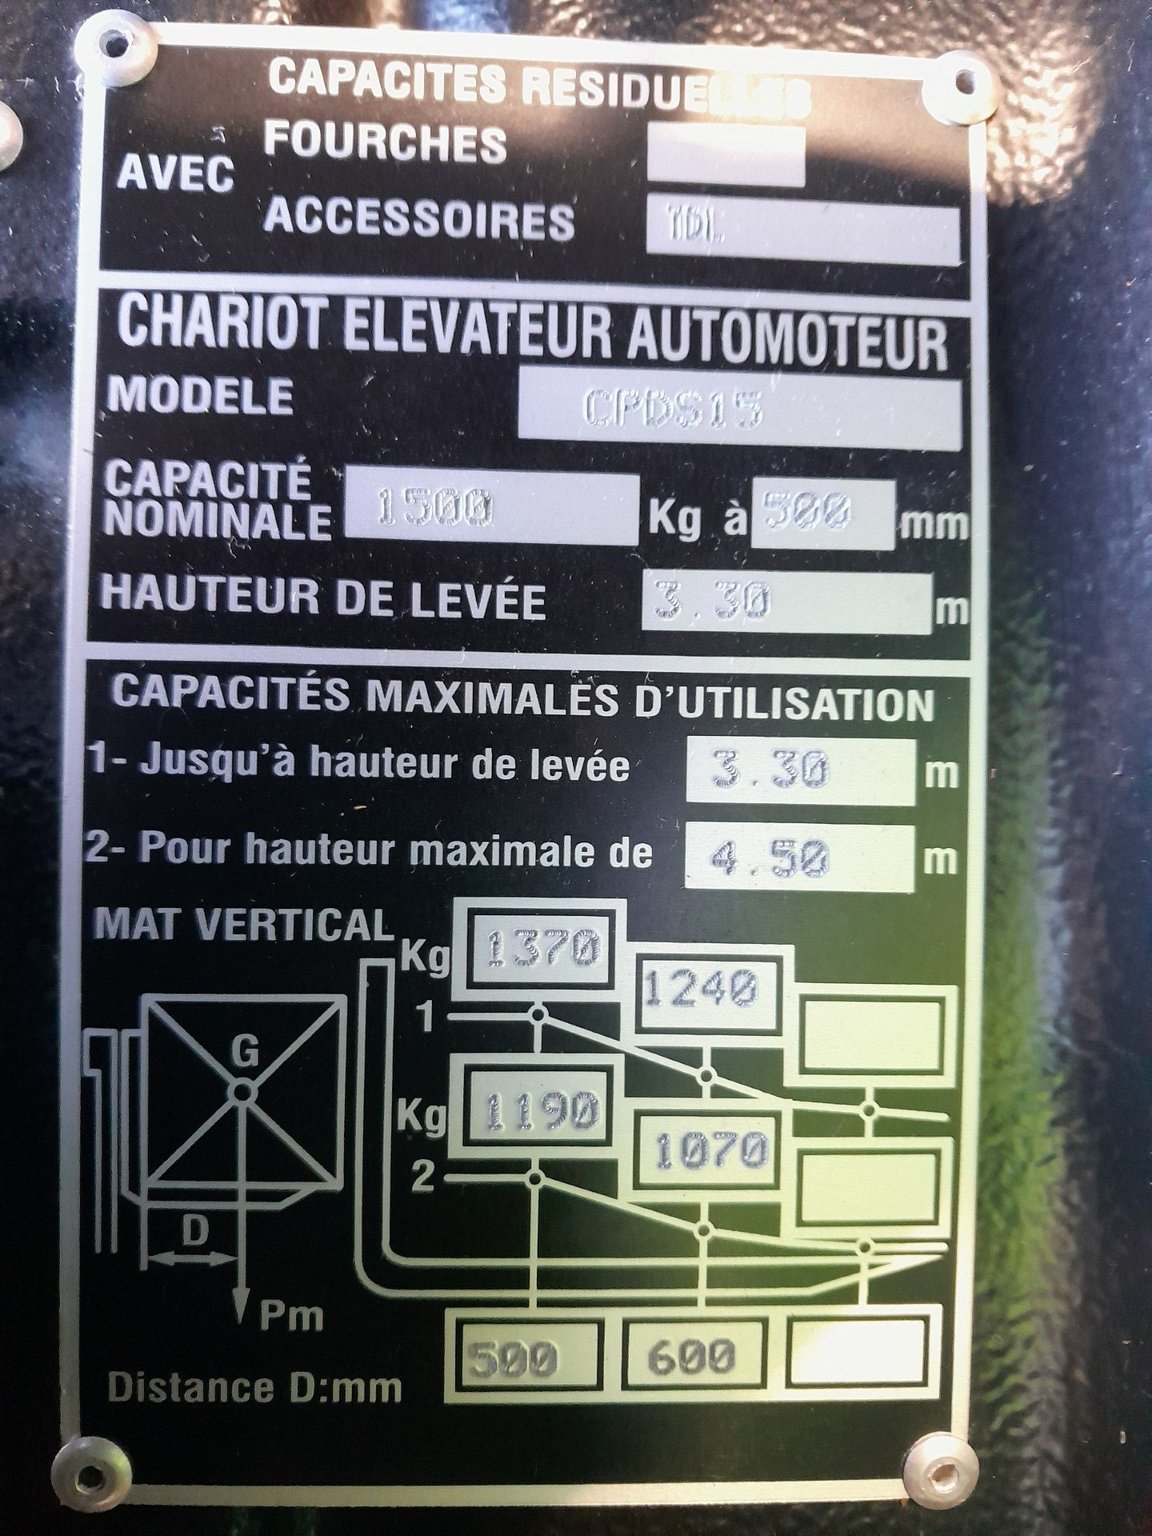 CAPACITES RESIDUELLES
AVEC FOURCHES
ACCESSOIRES TDL
CHARIOT ELEVATEUR AUTOMOTEUR
MODELE CPDS15
CAPACITÉ NOMINALE 1500 Kg à 500 mm
HAUTEUR DE LEVÉE 3.30 m
CAPACITÉS MAXIMALES D'UTILISATION
1- Jusqu'à hauteur de levée 3.30 m
2- Pour hauteur maximale de 4.50 m
MAT VERTICAL
Kg 1370 1240
1
G
Kg 1190 1070
2
D
Pm
Distance D:mm 500 600